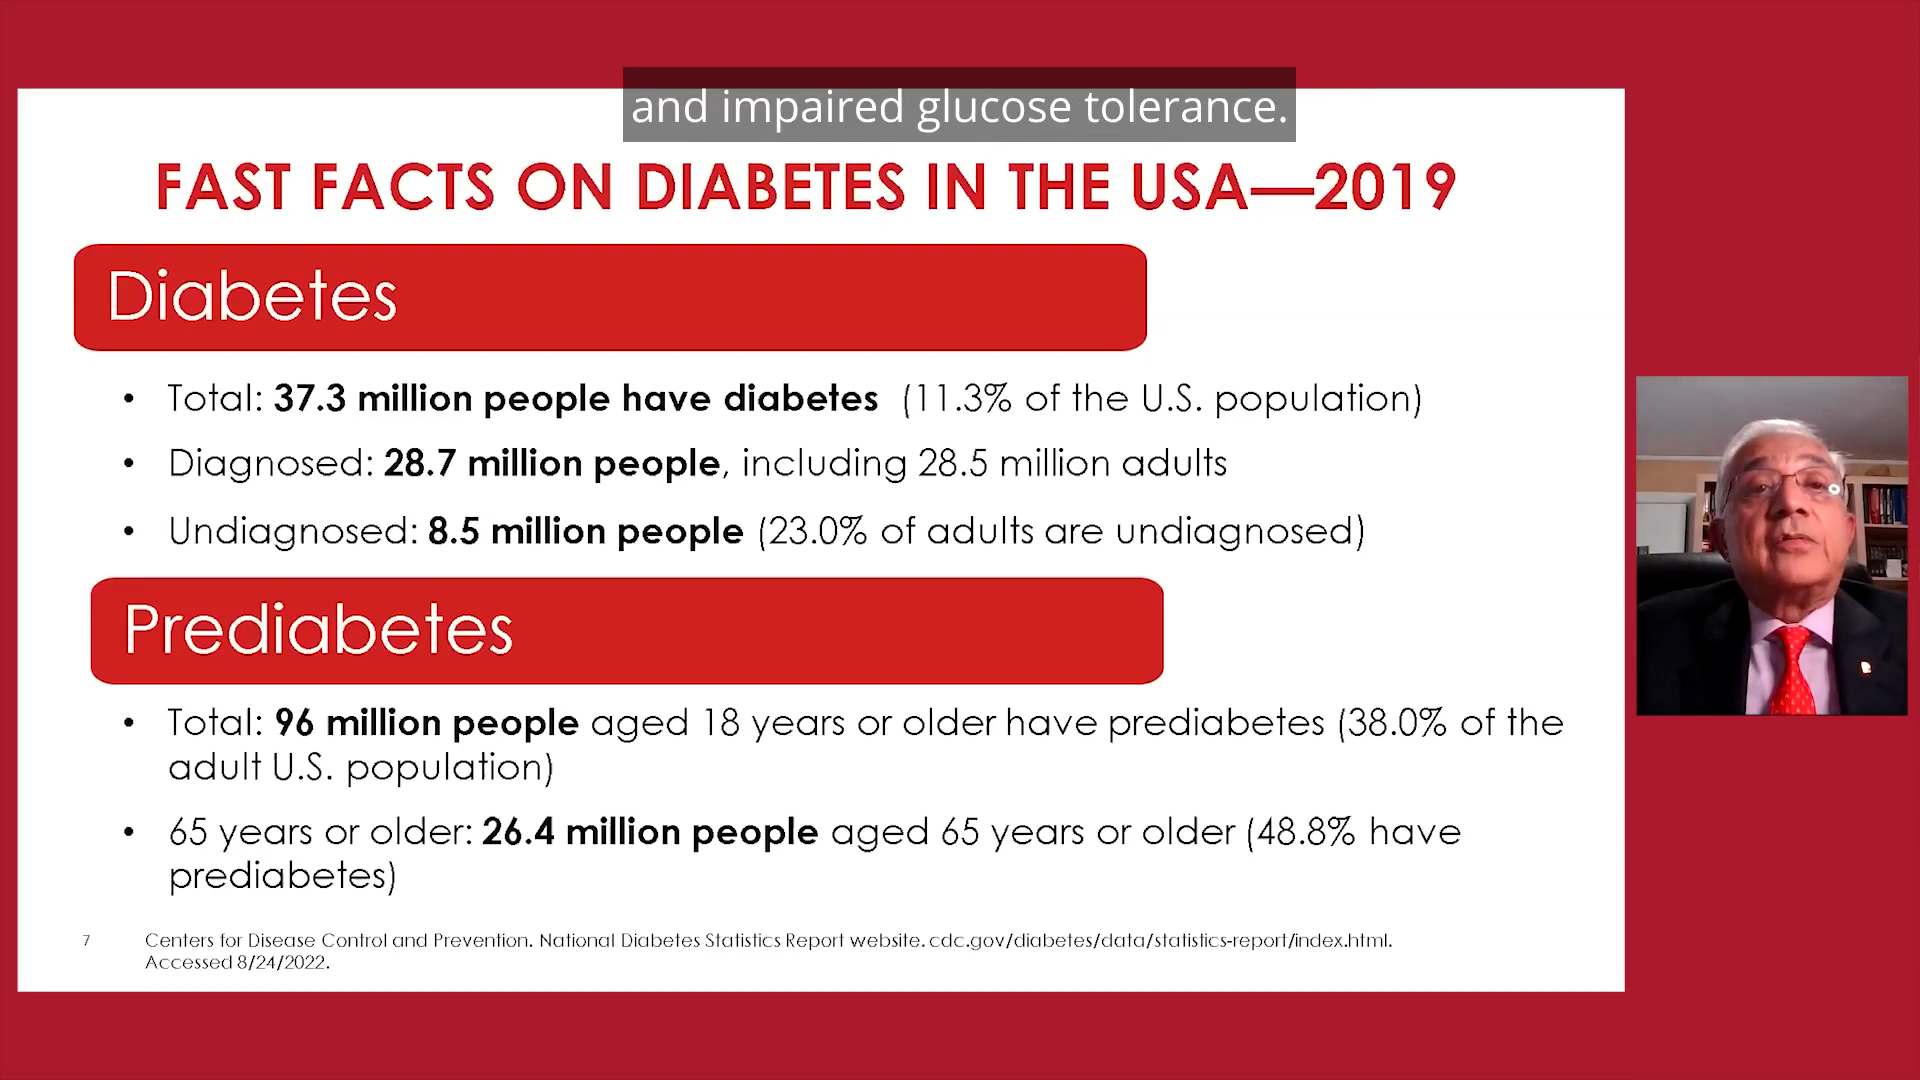 and impaired glucose tolerance.
FAST FACTS ON DIABETES IN THE USA—2019
Diabetes
• Total: 37.3 million people have diabetes (11.3% of the U.S. population)
• Diagnosed: 28.7 million people, including 28.5 million adults
• Undiagnosed: 8.5 million people (23.0% of adults are undiagnosed)
Prediabetes
• Total: 96 million people aged 18 years or older have prediabetes (38.0% of the
adult U.S. population)
• 65 years or older: 26.4 million people aged 65 years or older (48.8% have
prediabetes)
7 Centers for Disease Control and Prevention. National Diabetes Statistics Report website. cdc.gov/diabetes/data/statistics-report/index.html.
Accessed 8/24/2022.